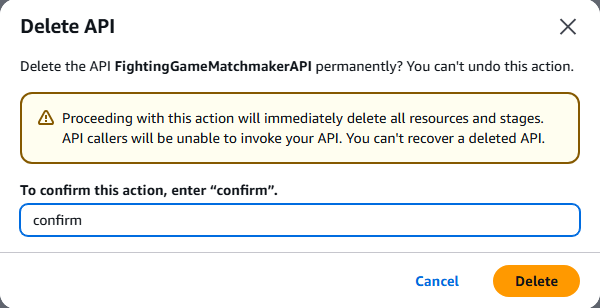 Delete API
Delete the API FightingGameMatchmakerAPI permanently? You can't undo this action.
Proceeding with this action will immediately delete all resources and stages.
API callers will be unable to invoke your API. You can't recover a deleted API.
To confirm this action, enter “confirm”.
confirm
Cancel
Delete